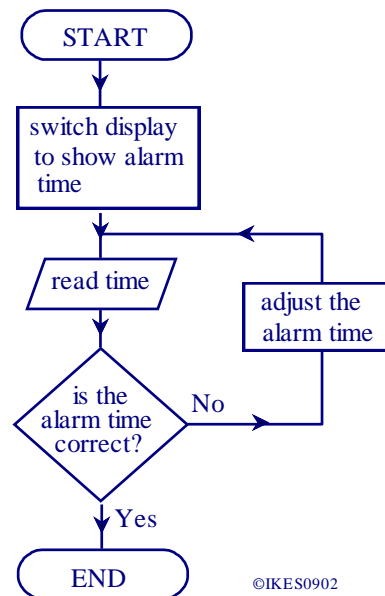 START
switch display
to show alarm
time
read time
adjust the
alarm time
is the
alarm time
correct?
No
Yes
END
©IKES0902